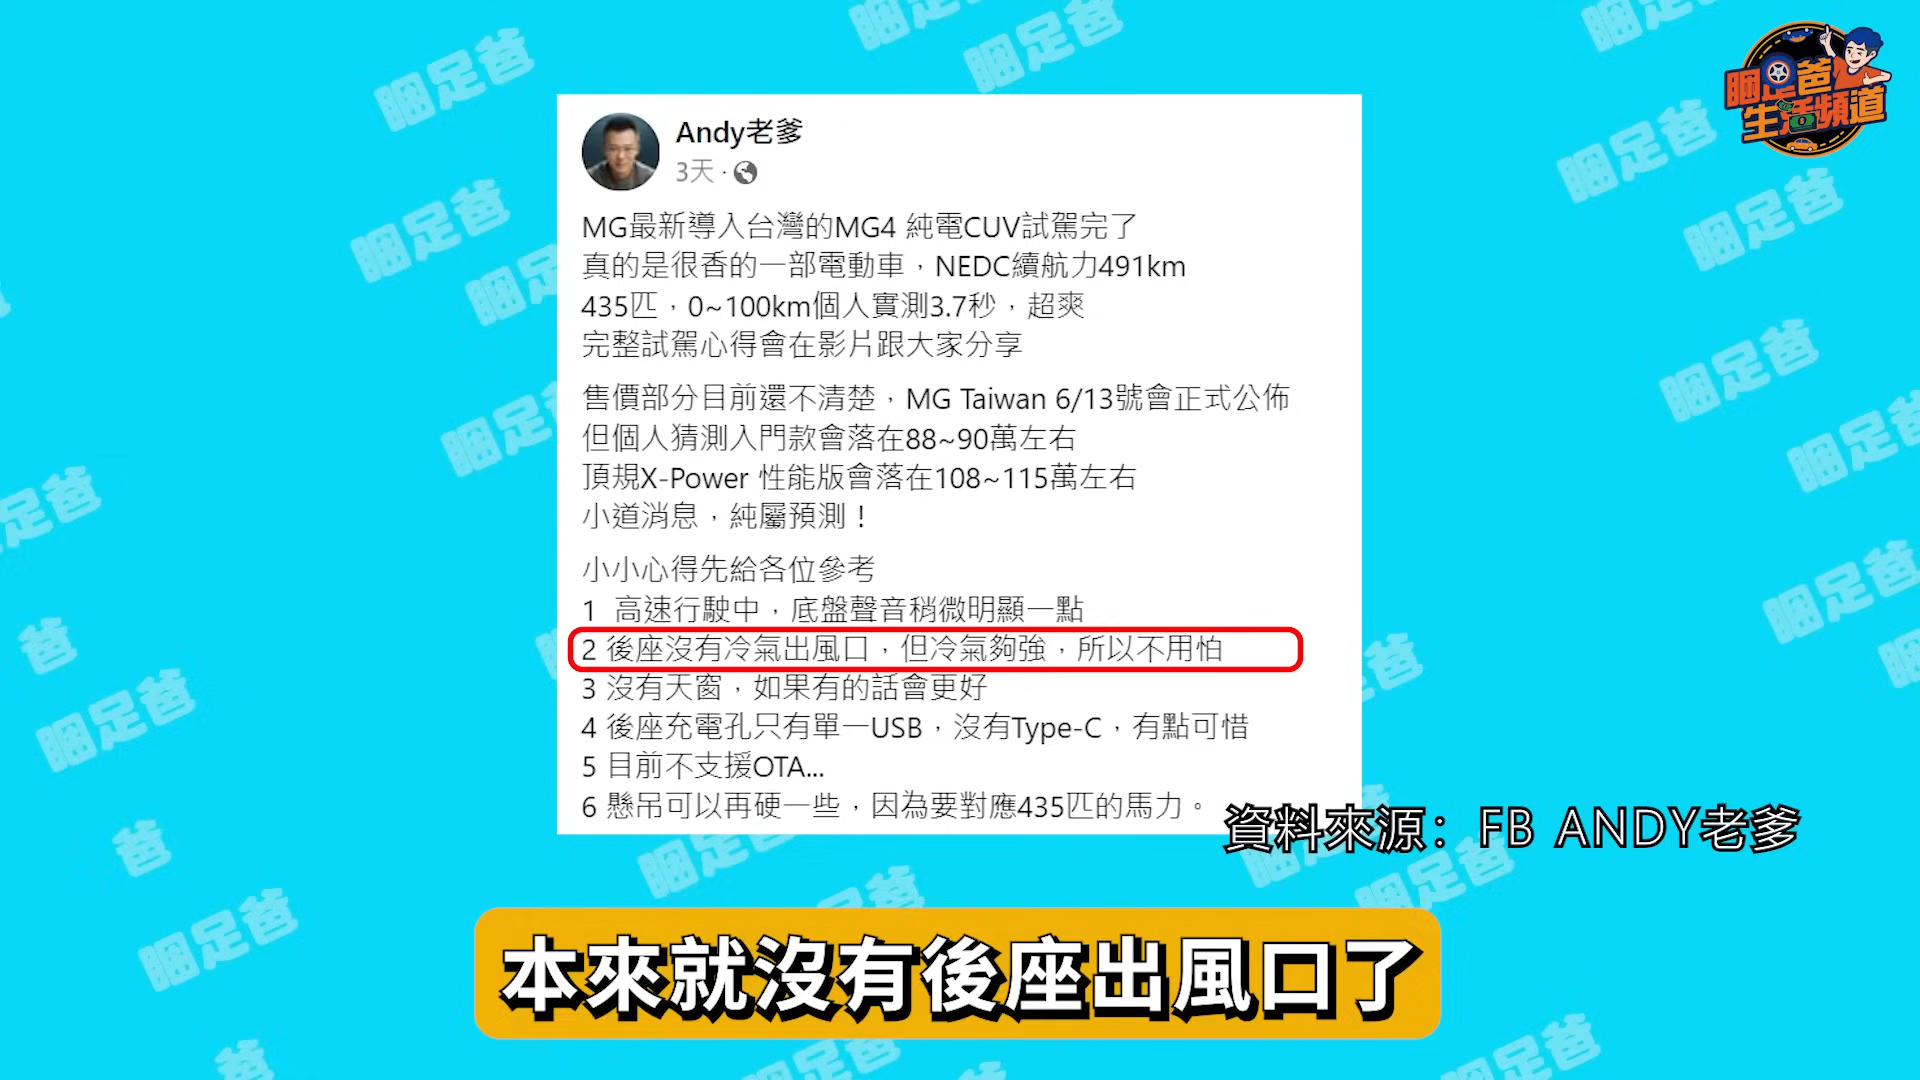 睏足爸
生活頻道
Andy老爹
3天
MG最新導入台灣的MG4 純電CUV試駕完了
真的是很香的一部電動車，NEDC續航力491km
435匹，0~100km個人實測3.7秒，超爽
完整試駕心得會在影片跟大家分享
售價部分目前還不清楚，MG Taiwan 6/13號會正式公佈
但個人猜測入門款會落在88~90萬左右
頂規X-Power 性能版會落在108~115萬左右
小道消息，純屬預測！
小小心得先給各位參考
1 高速行駛中，底盤聲音稍微明顯一點
2 後座沒有冷氣出風口，但冷氣夠強，所以不用怕
3 沒有天窗，如果有的話會更好
4 後座充電孔只有單一USB，沒有Type-C，有點可惜
5 目前不支援OTA...
6 懸吊可以再硬一些，因為要對應435匹的馬力。
資料來源：FB ANDY老爹
本來就沒有後座出風口了